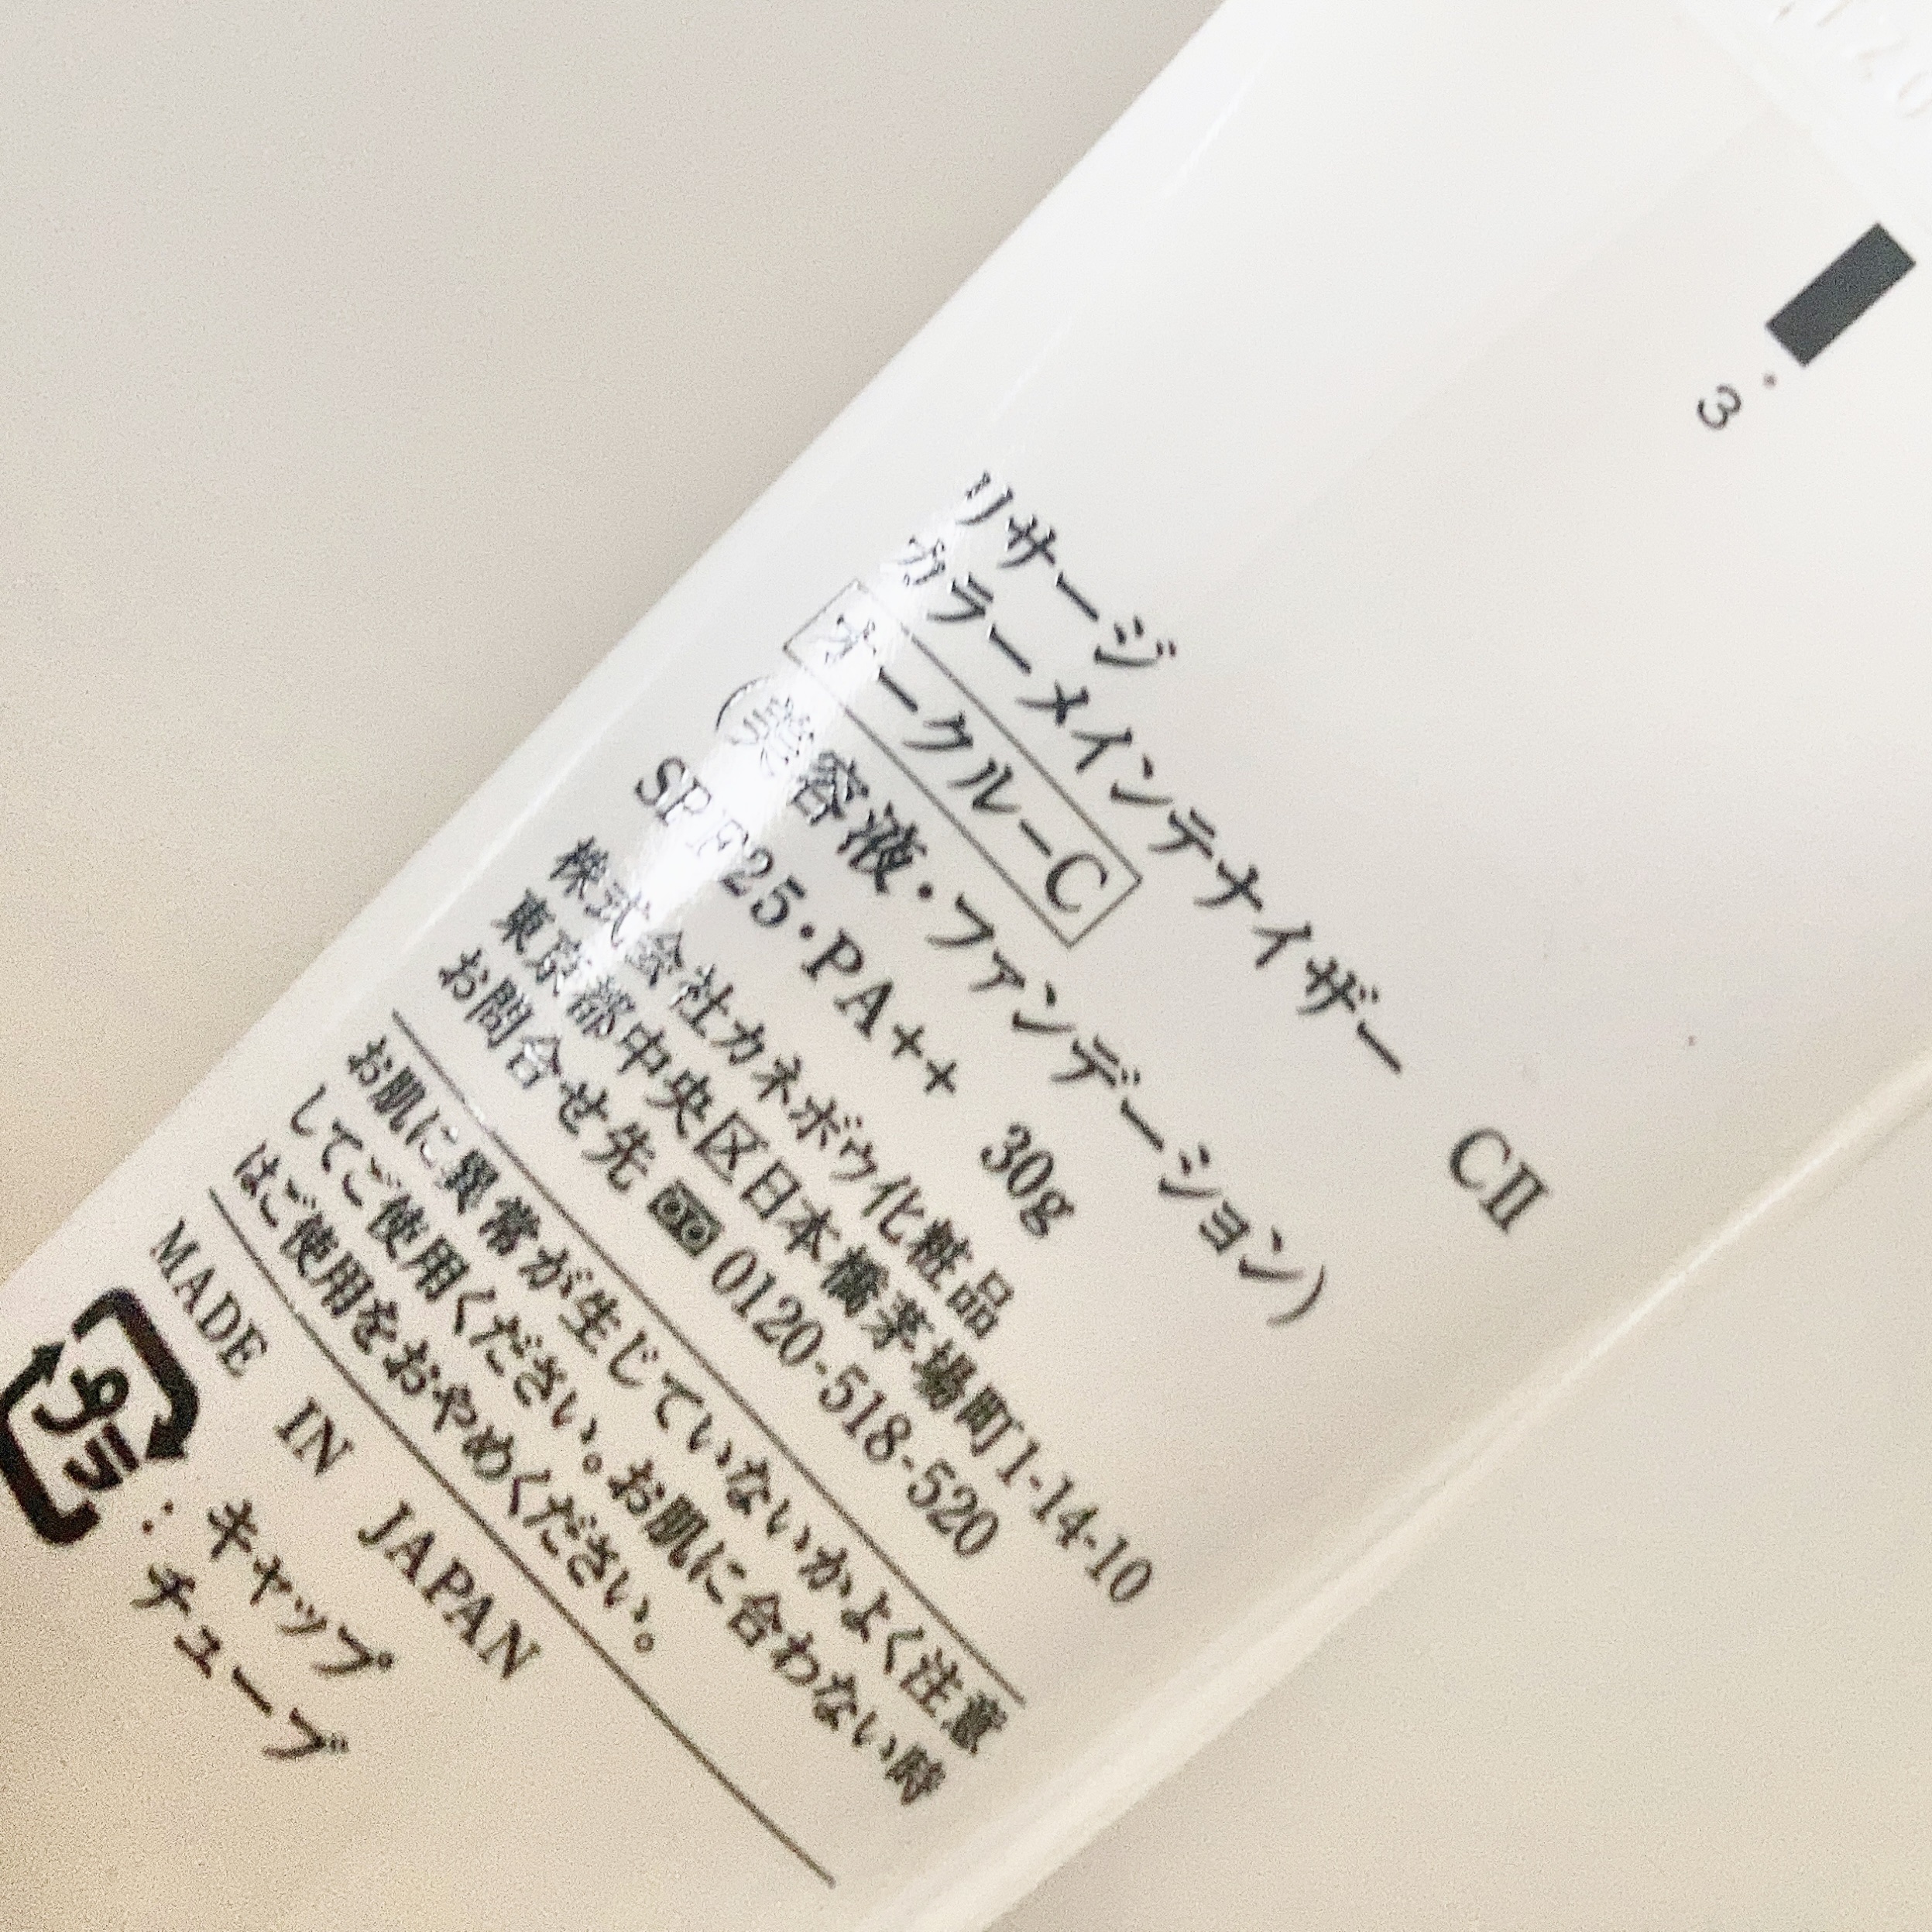 リサージ
カラーメインテナイザー CⅡ
オークルーC
(美容液・ファンデーション)
SPF25・PA++ 30g
株式会社カネボウ化粧品
東京都中央区日本橋茅場町1-14-10
お問合せ先 0120-518-520
お肌に異常が生じていないかよく注意
してご使用ください。お肌に合わない時
はご使用をおやめください。
MADE IN JAPAN
プラ : キャップ
チューブ
3